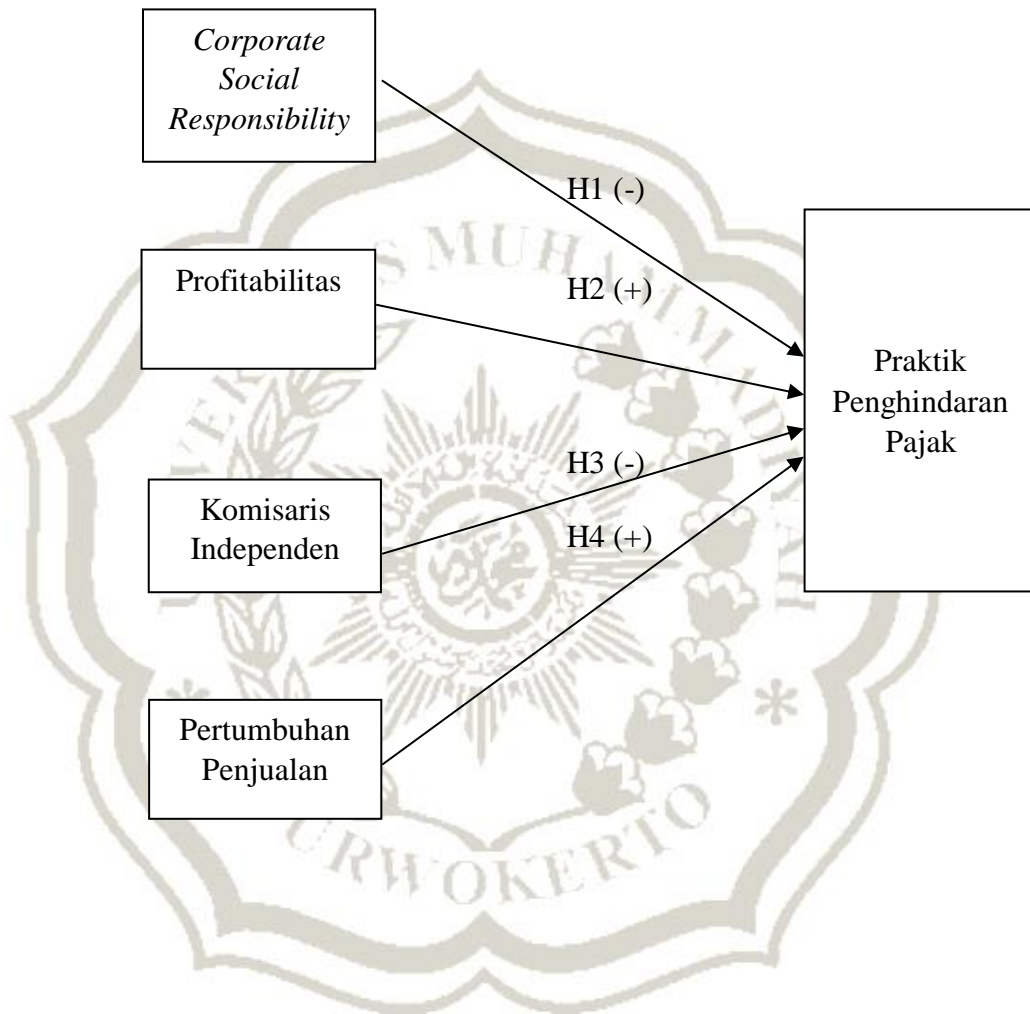 Corporate
Social
Responsibility
H1 (-)
Profitabilitas
H2 (+)
Praktik
Penghindaran
Pajak
Komisaris
Independen
H3 (-)
H4 (+)
Pertumbuhan
Penjualan